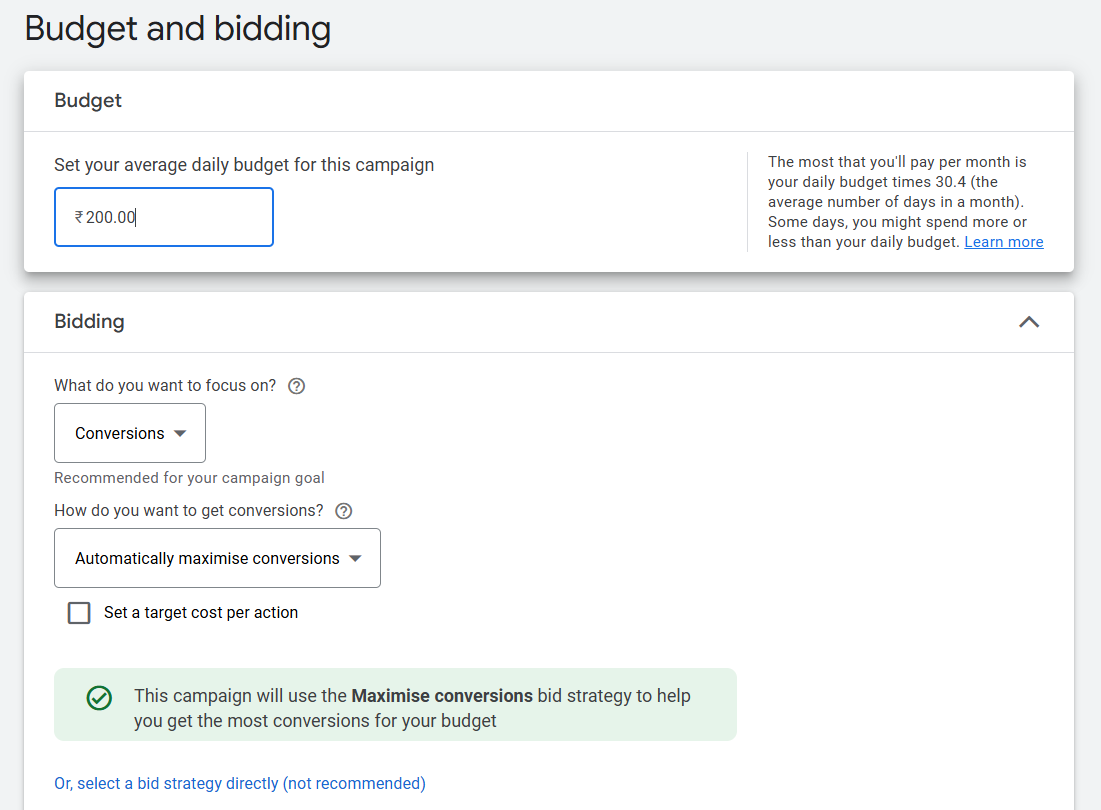 Budget and bidding
Budget
Set your average daily budget for this campaign
₹200.00
The most that you'll pay per month is
your daily budget times 30.4 (the
average number of days in a month).
Some days, you might spend more or
less than your daily budget. Learn more
Bidding
What do you want to focus on?
Conversions
Recommended for your campaign goal
How do you want to get conversions?
Automatically maximise conversions
Set a target cost per action
This campaign will use the Maximise conversions bid strategy to help
you get the most conversions for your budget
Or, select a bid strategy directly (not recommended)